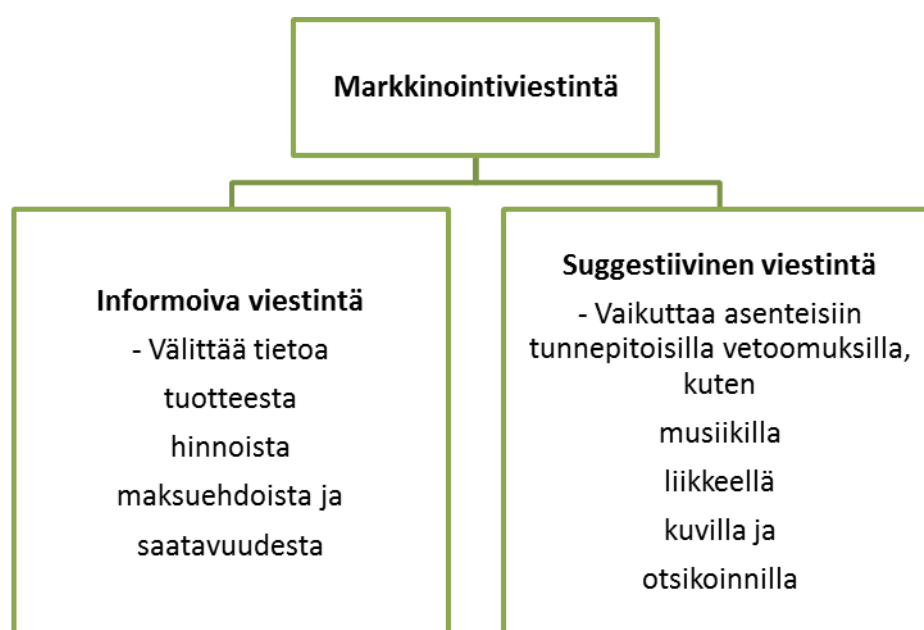 Markkinointiviestintä
Informoiva viestintä
- Välittää tietoa
tuotteesta
hinnoista
maksuehdoista ja
saatavuudesta
Suggestiivinen viestintä
- Vaikuttaa asenteisiin
tunnepitoisilla vetoomuksilla,
kuten
musiikilla
liikkeellä
kuvilla ja
otsikoinnilla